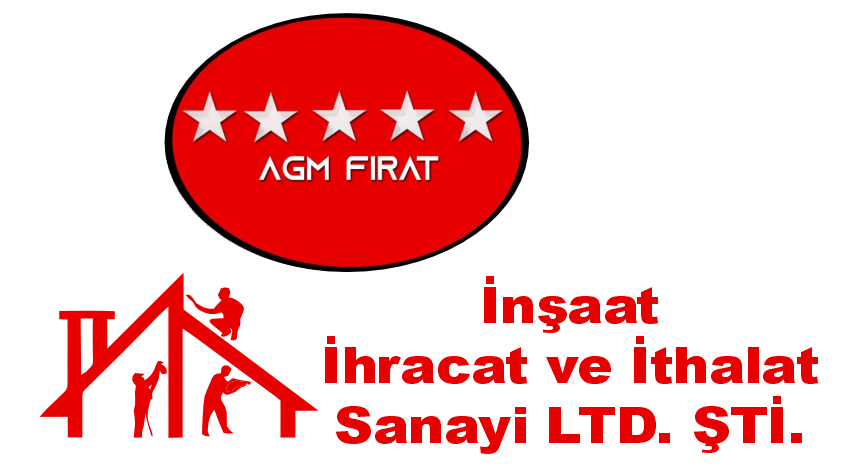 AGM FIRAT
İnşaat
İhracat ve İthalat
Sanayi LTD. ŞTİ.